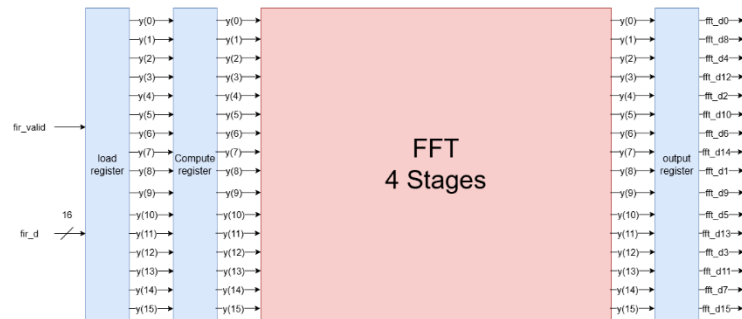 y(0) y(0) y(0) fft_d0
y(1) y(1) y(1) fft_d8
y(2) y(2) y(2) fft_d4
y(3) y(3) y(3) fft_d12
y(4) y(4) y(4) fft_d2
y(5) y(5) y(5) fft_d10
fir_valid y(6) y(6) y(6) fft_d6
load register y(7) y(7) FFT y(7) fft_d14
y(8) Compute register y(8) 4 Stages y(8) output register fft_d1
y(9) y(9) y(9) fft_d9
16 y(10) y(10) y(10) fft_d5
fir_d y(11) y(11) y(11) fft_d13
y(12) y(12) y(12) fft_d3
y(13) y(13) y(13) fft_d11
y(14) y(14) y(14) fft_d7
y(15) y(15) y(15) fft_d15